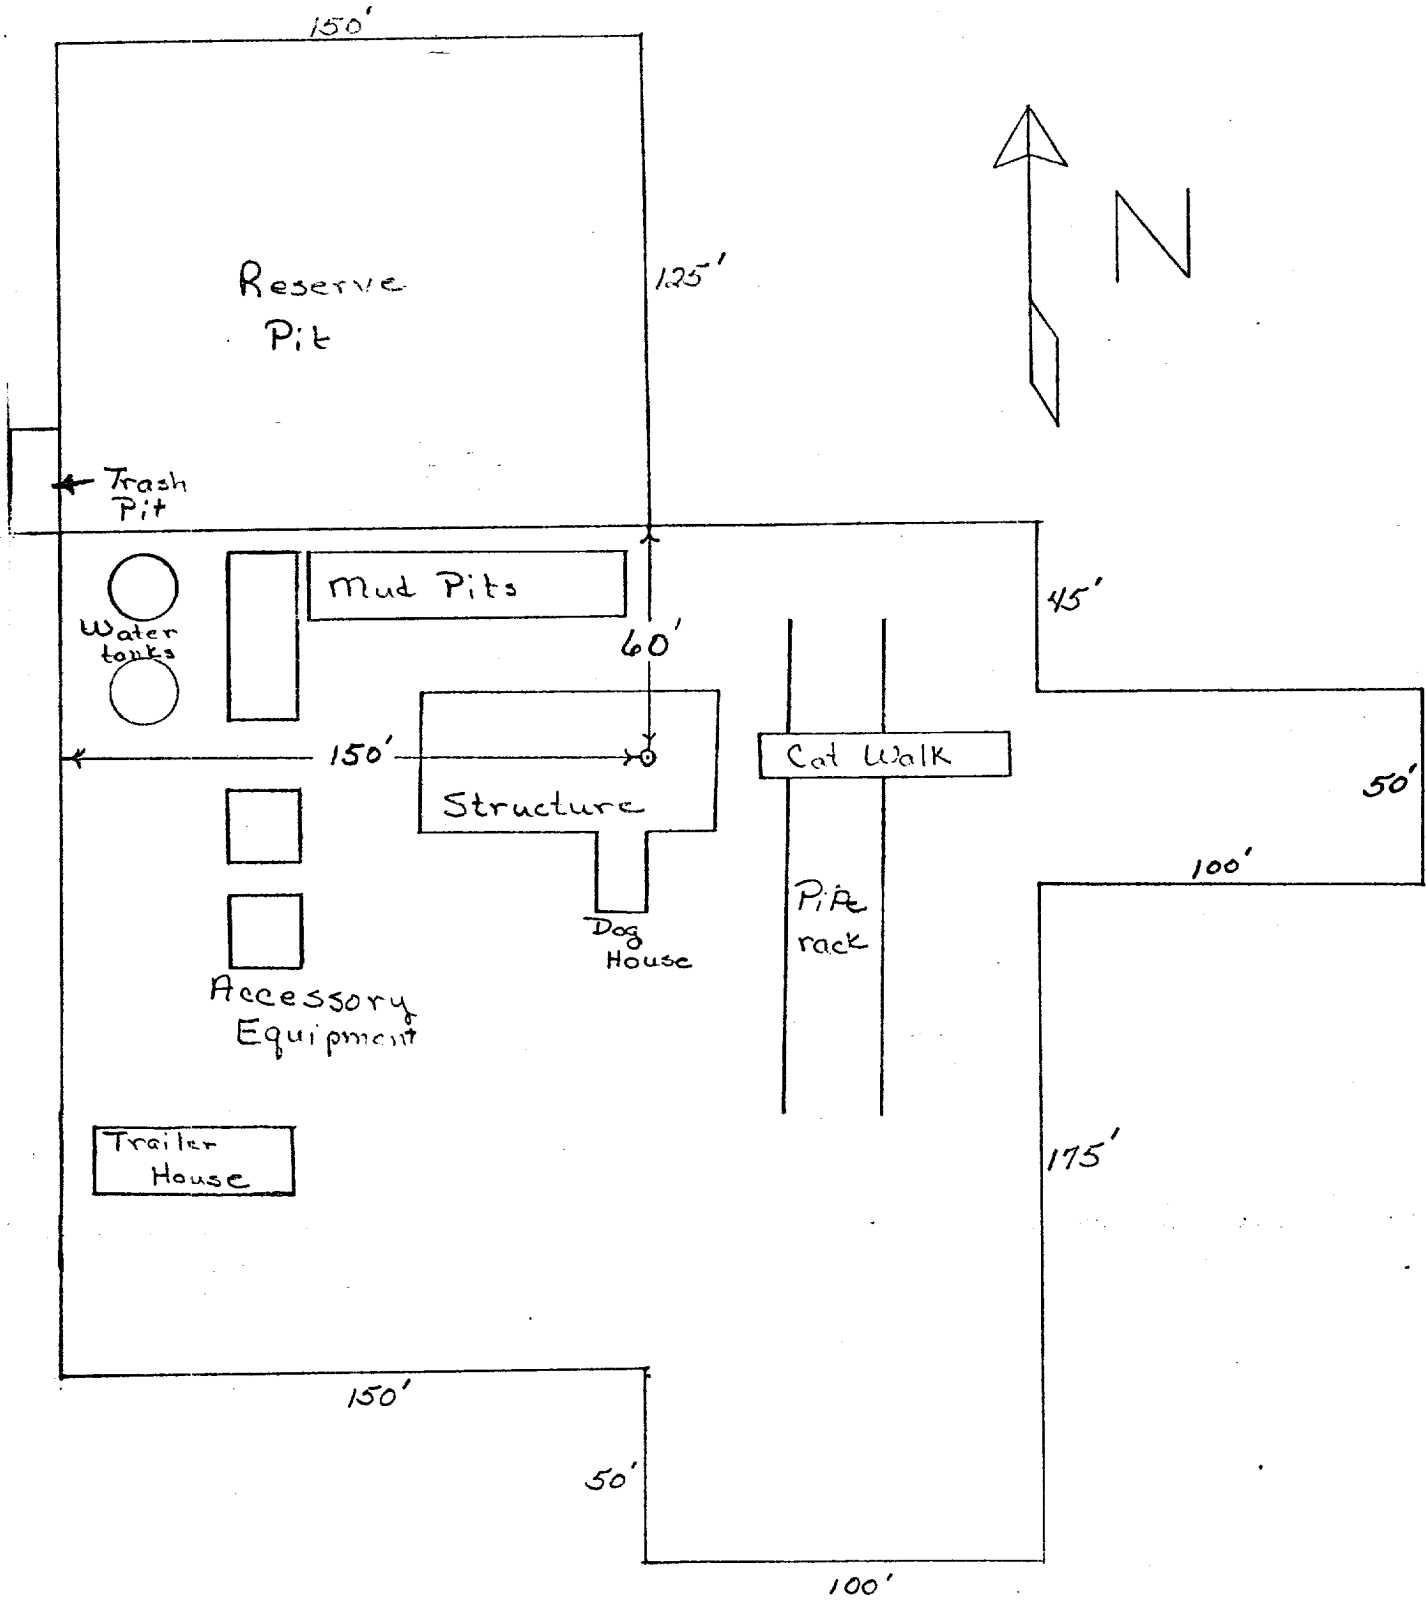 150'
N
125'
Reserve
Pit
Trash
Pit
Mud Pits
45'
Water
tanks
60'
150'
Cat Walk
50'
Structure
100'
Pipe
rack
Dog
House
Accessory
Equipment
Trailer
House
175'
150'
50'
100'